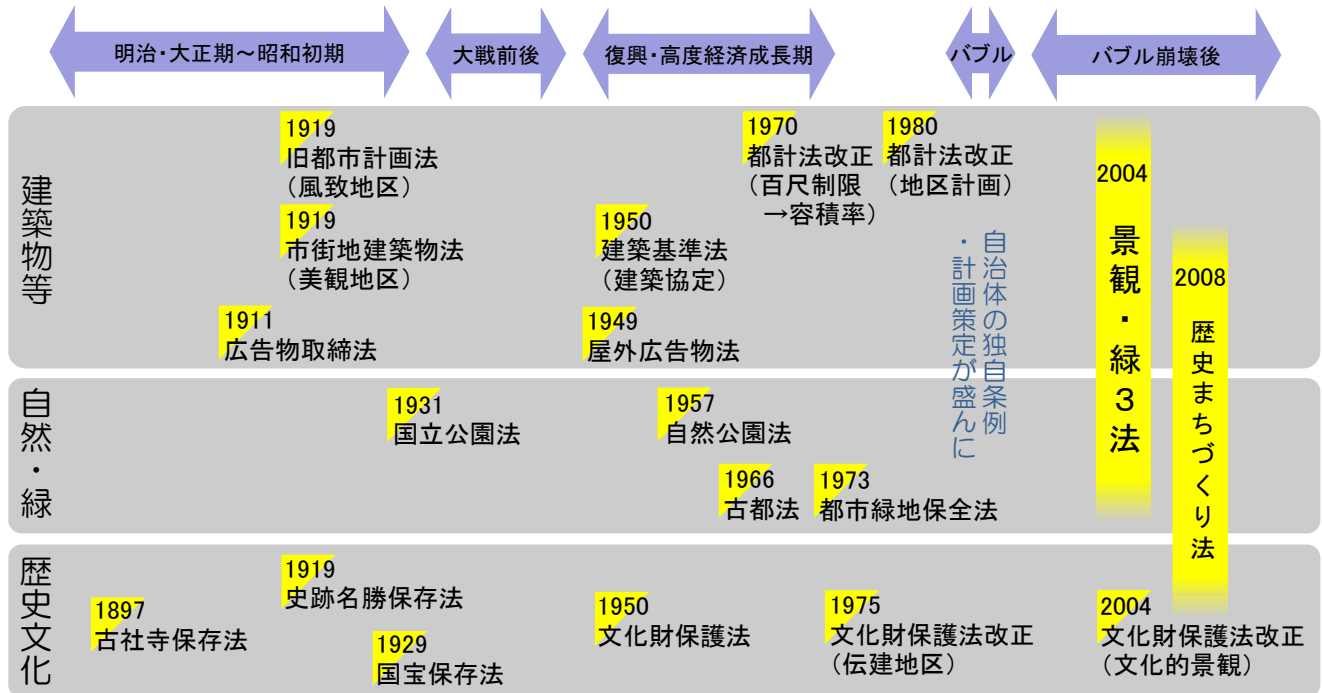 明治・大正期～昭和初期
大戦前後
復興・高度経済成長期
バブル
バブル崩壊後
建築物等
1919
旧都市計画法
（風致地区）
1919
市街地建築物法
（美観地区）
1911
広告物取締法
1950
建築基準法
（建築協定）
1949
屋外広告物法
1970
都計法改正
（百尺制限
→容積率）
1980
都計法改正
（地区計画）
自治体の独自条例
・計画策定が盛んに
2004
景観・緑３法
2008
歴史まちづくり法
自然・緑
1931
国立公園法
1957
自然公園法
1966
古都法
1973
都市緑地保全法
歴史文化
1897
古社寺保存法
1919
史跡名勝保存法
1929
国宝保存法
1950
文化財保護法
1975
文化財保護法改正
（伝建地区）
2004
文化財保護法改正
（文化的景観）